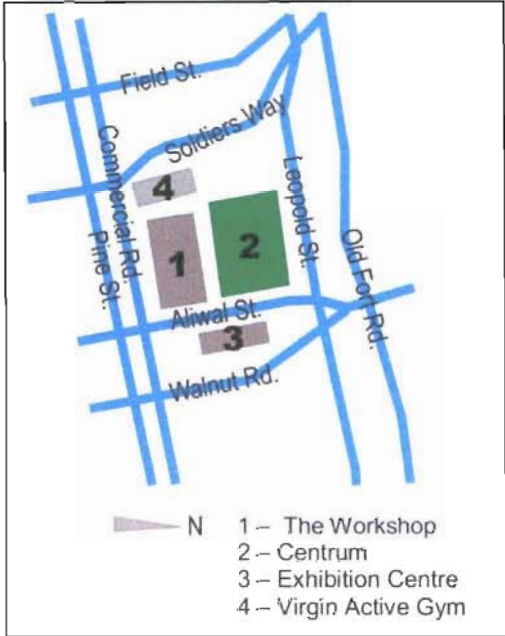 Field St.
Soldiers Way
Commercial Rd.
Pine St.
4
1
2
Leopold St.
Old Fort Rd.
Aliwal St.
3
Walnut Rd.
N
1 – The Workshop
2 – Centrum
3 – Exhibition Centre
4 – Virgin Active Gym